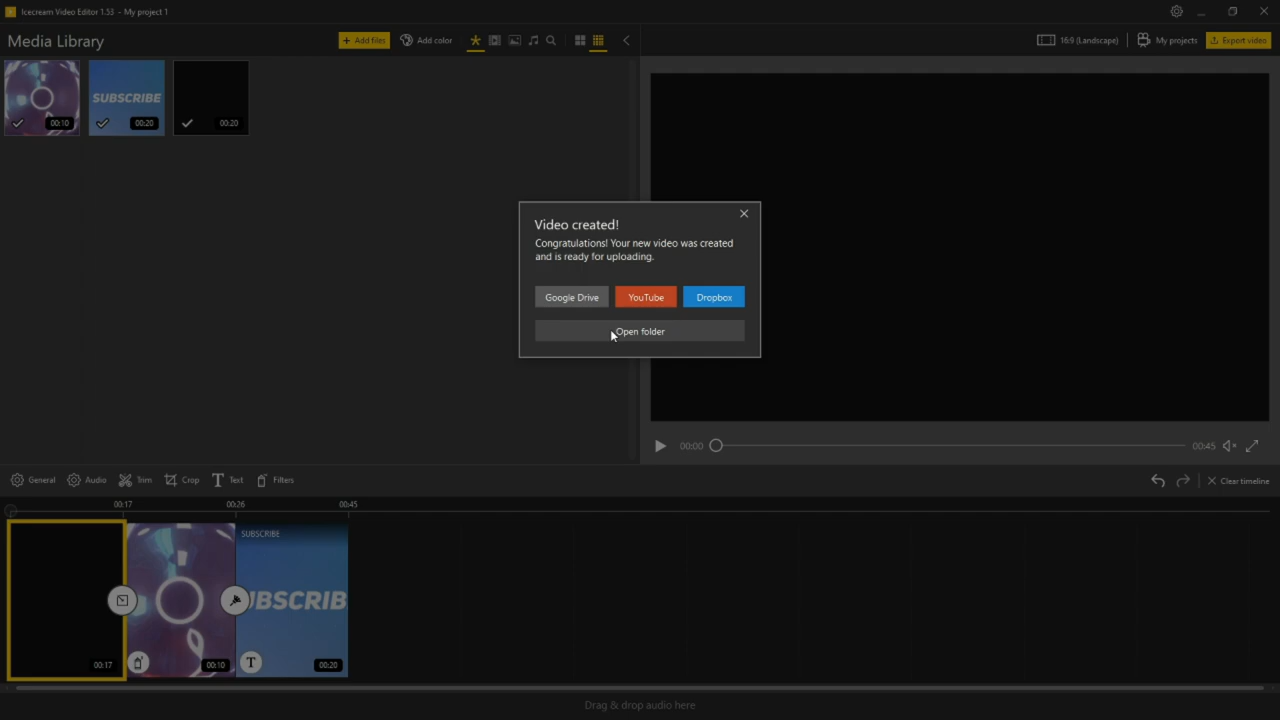 Icecream Video Editor 1.53 - My project 1
Media Library
Add files
Add color
16:9 (Landscape)
My projects
Export video
00:10
SUBSCRIBE
00:20
00:20
Video created!
Congratulations! Your new video was created
and is ready for uploading.
Google Drive
YouTube
Dropbox
Open folder
00:00
00:45
General
Audio
Trim
Crop
Text
Filters
Clear timeline
00:17
00:26
00:45
SUBSCRIBE
UBSCRIB
00:17
00:10
T
00:20
Drag & drop audio here